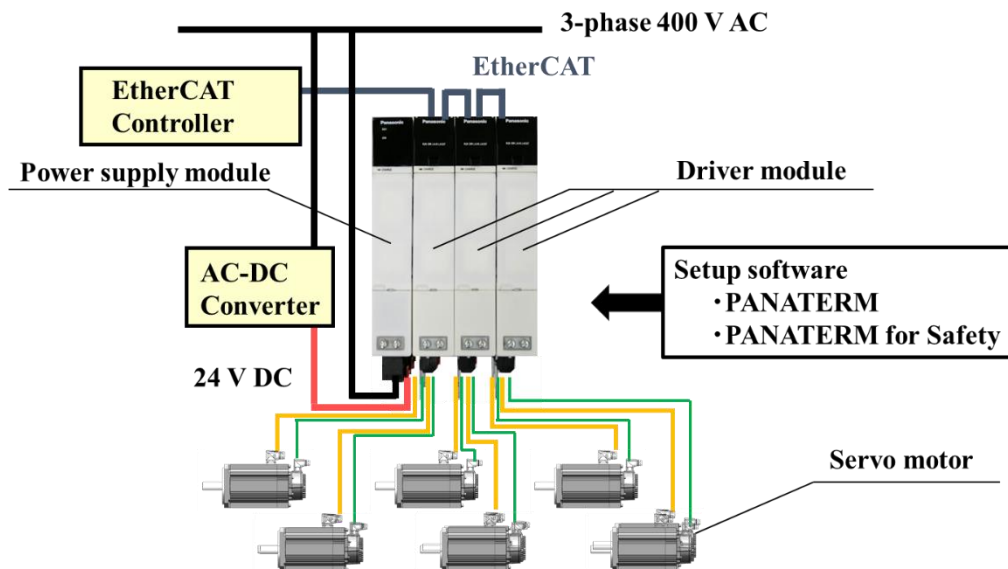 3-phase 400 V AC
EtherCAT
EtherCAT
Controller
Panasonic
Panasonic
Panasonic
Panasonic
Power supply module
Driver module
AC-DC
Converter
Setup software
・PANATERM
・PANATERM for Safety
24 V DC
Servo motor